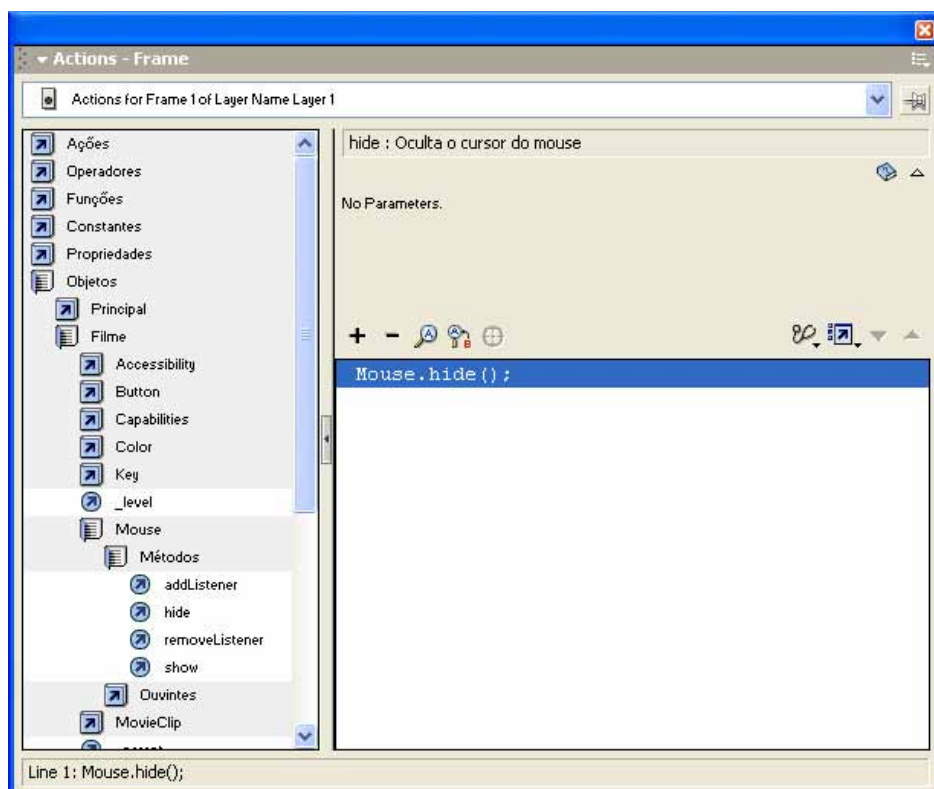 Actions - Frame
Actions for Frame 1 of Layer Name Layer 1
Ações
Operadores
Funções
Constantes
Propriedades
Objetos
Principal
Filme
Accessibility
Button
Capabilities
Color
Key
_level
Mouse
Métodos
addListener
hide
removeListener
show
Ouvintes
MovieClip
hide : Oculta o cursor do mouse
No Parameters.
Mouse.hide();
Line 1: Mouse.hide();